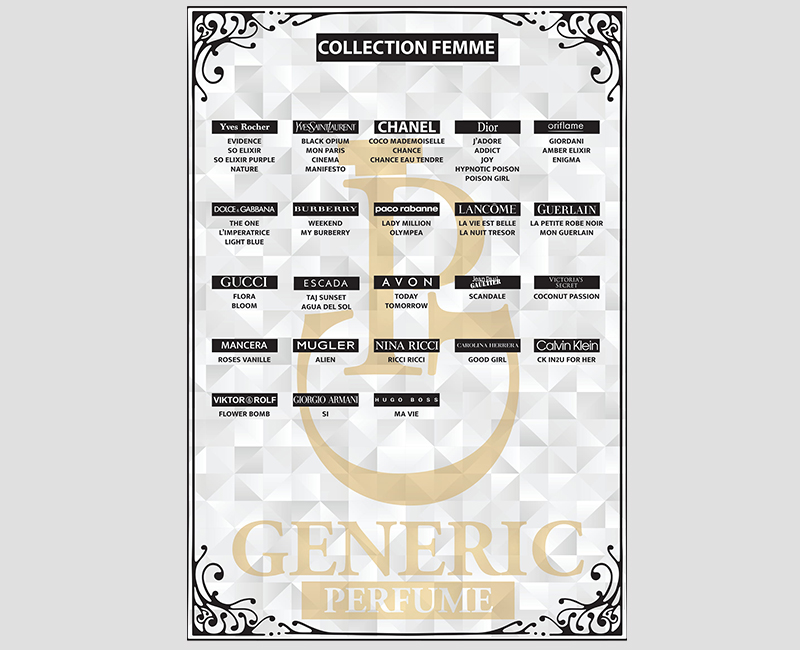 COLLECTION FEMME
Yves Rocher
EVIDENCE
SO ELIXIR
SO ELIXIR PURPLE
NATURE
YVESSAINTLAURENT
BLACK OPIUM
MON PARIS
CINEMA
MANIFESTO
CHANEL
COCO MADEMOISELLE
CHANCE
CHANCE EAU TENDRE
Dior
J'ADORE
ADDICT
JOY
HYPNOTIC POISON
POISON GIRL
oriflame
GIORDANI
AMBER ELIXIR
ENIGMA
DOLCE & GABBANA
THE ONE
L'IMPERATRICE
LIGHT BLUE
BURBERRY
WEEKEND
MY BURBERRY
paco rabanne
LADY MILLION
OLYMPEA
LANCÔME
LA VIE EST BELLE
LA NUIT TRESOR
GUERLAIN
LA PETITE ROBE NOIR
MON GUERLAIN
GUCCI
FLORA
BLOOM
ESCADA
TAJ SUNSET
AGUA DEL SOL
AVON
TODAY
TOMORROW
Jean Paul
GAULTIER
SCANDALE
VICTORIA'S
SECRET
COCONUT PASSION
MANCERA
ROSES VANILLE
MUGLER
ALIEN
NINA RICCI
RICCI RICCI
CAROLINA HERRERA
GOOD GIRL
Calvin Klein
CK IN2U FOR HER
VIKTOR & ROLF
FLOWER BOMB
GIORGIO ARMANI
SI
HUGO BOSS
MA VIE
GENERIC
PERFUME